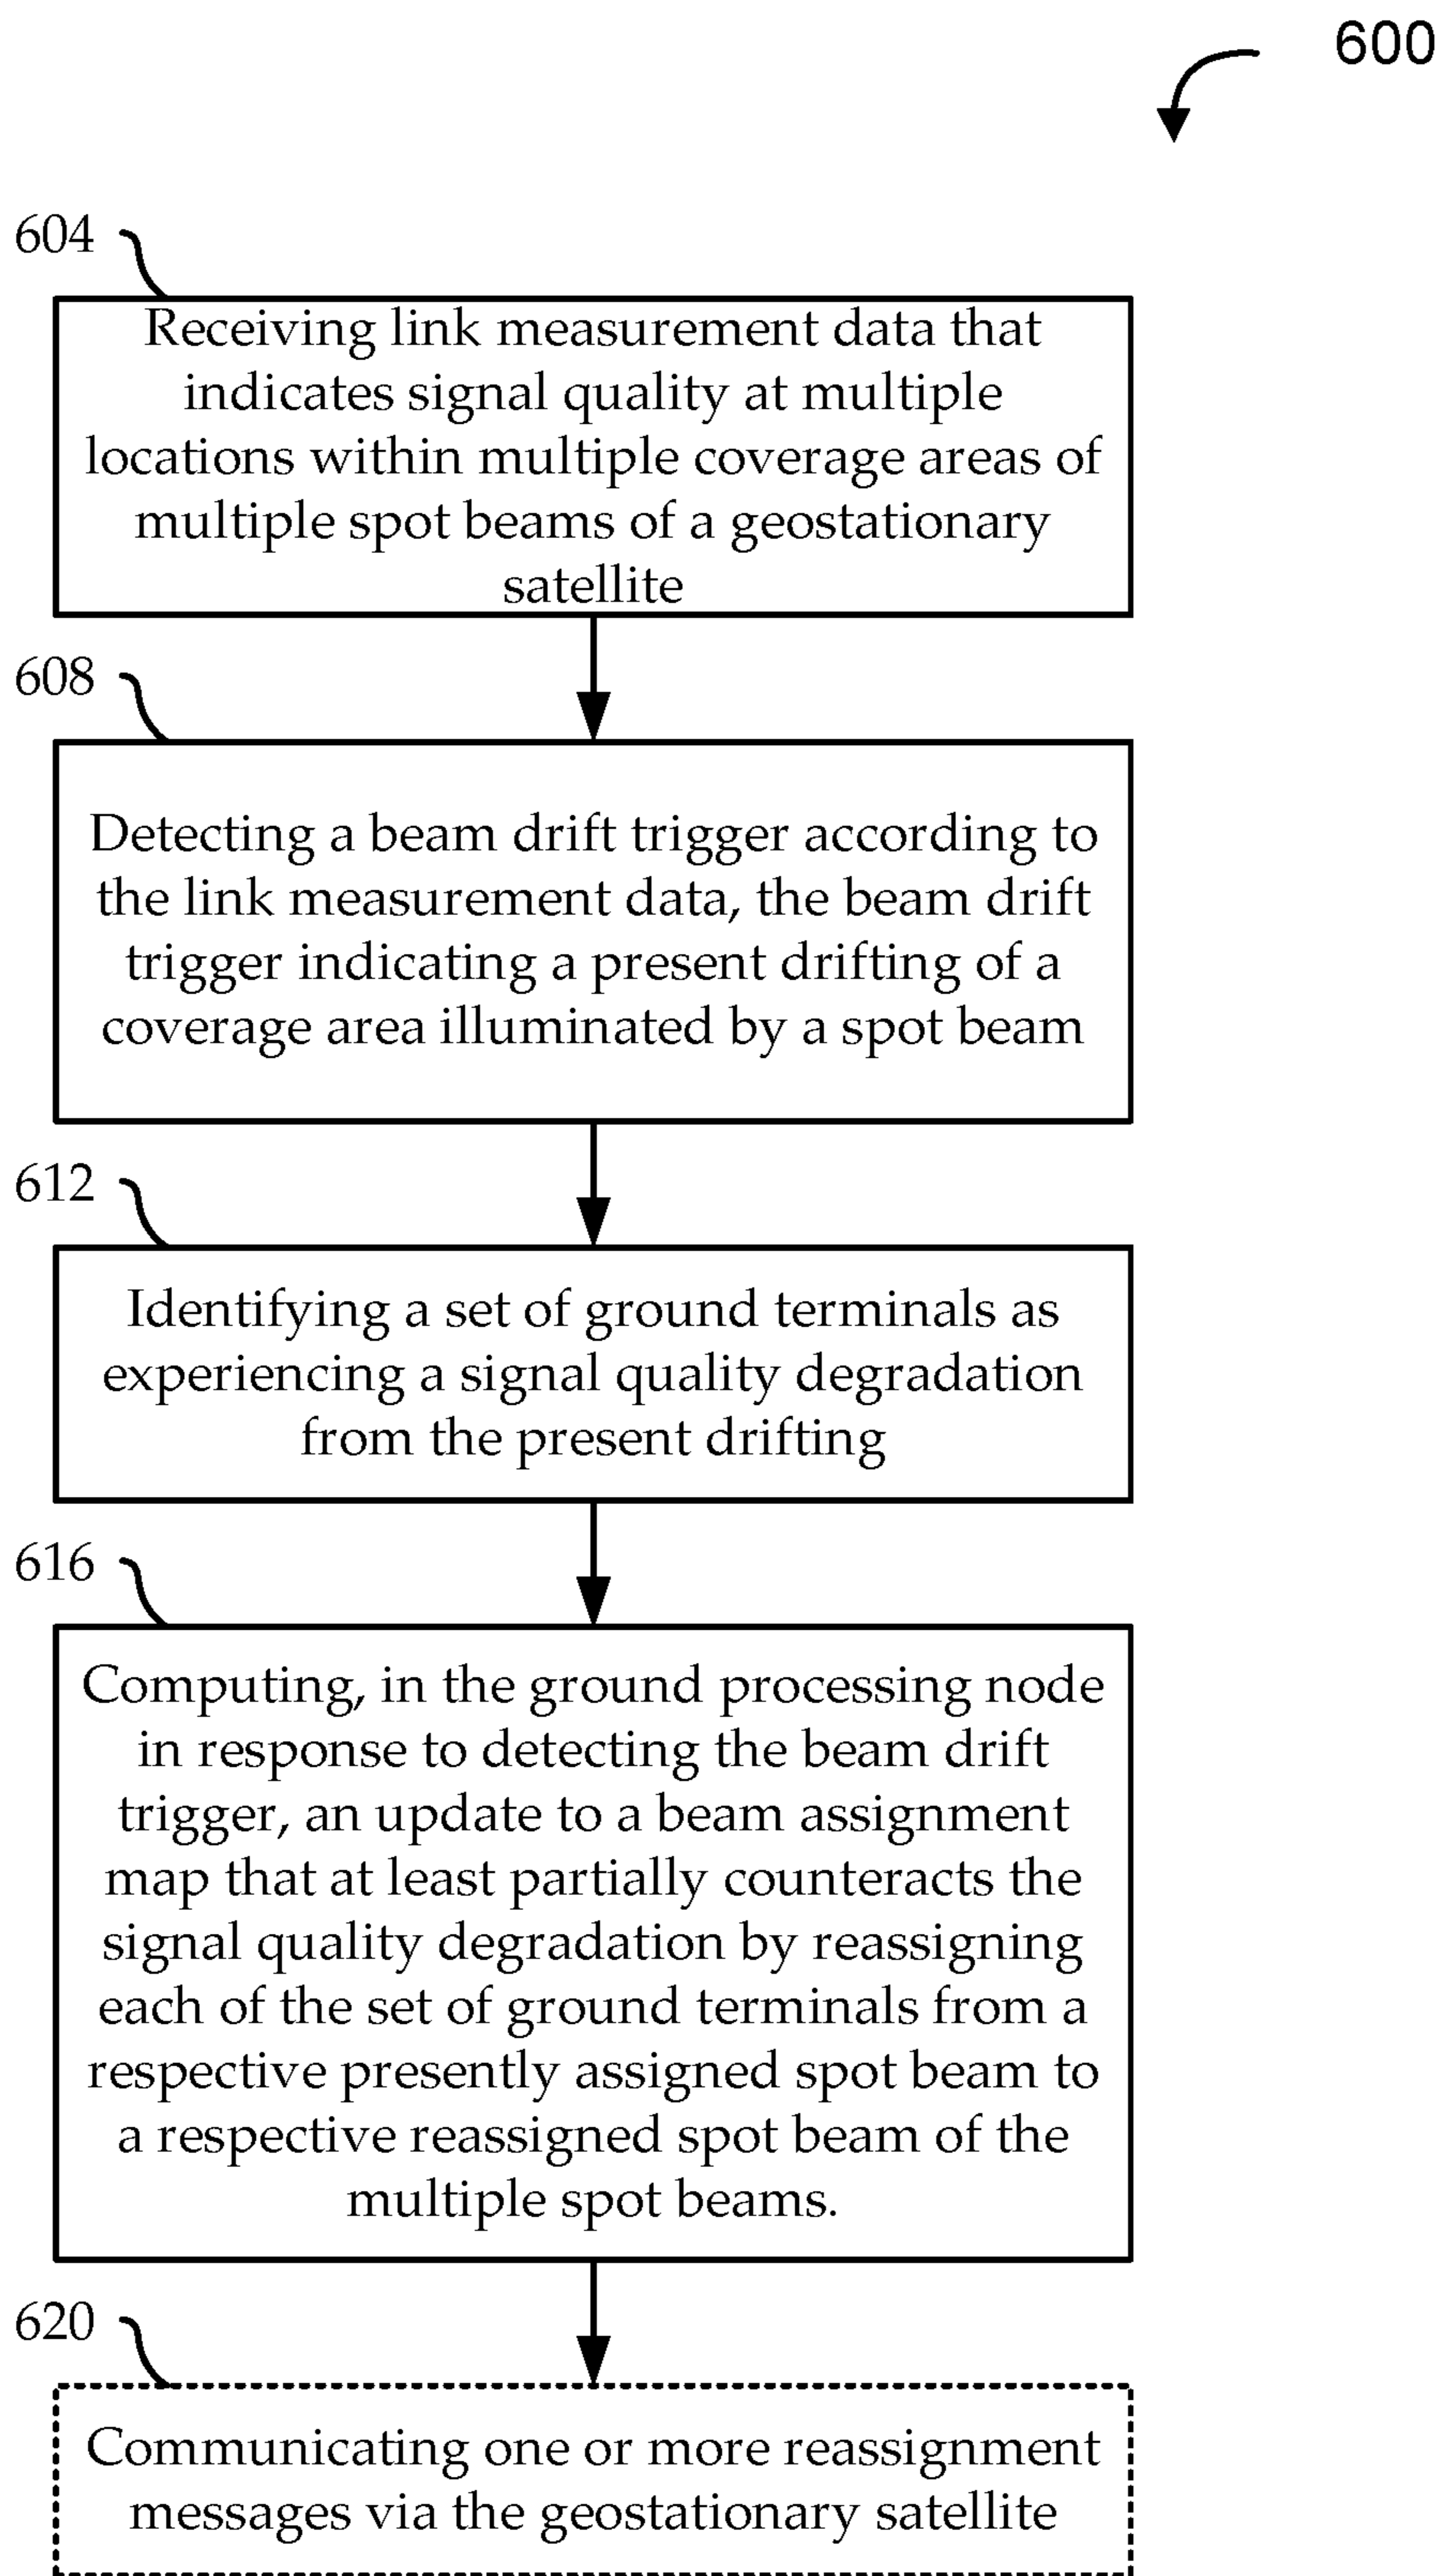 600
604
Receiving link measurement data that
indicates signal quality at multiple
locations within multiple coverage areas of
multiple spot beams of a geostationary
satellite
608
Detecting a beam drift trigger according to
the link measurement data, the beam drift
trigger indicating a present drifting of a
coverage area illuminated by a spot beam
612
Identifying a set of ground terminals as
experiencing a signal quality degradation
from the present drifting
616
Computing, in the ground processing node
in response to detecting the beam drift
trigger, an update to a beam assignment
map that at least partially counteracts the
signal quality degradation by reassigning
each of the set of ground terminals from a
respective presently assigned spot beam to
a respective reassigned spot beam of the
multiple spot beams.
620
Communicating one or more reassignment
messages via the geostationary satellite